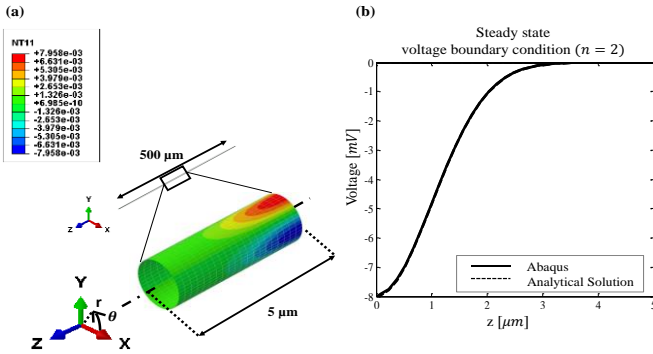 (a)
NT11
+7.958e-03
+6.631e-03
+5.305e-03
+3.979e-03
+2.653e-03
+1.326e-03
+6.985e-10
-1.326e-03
-2.653e-03
-3.979e-03
-5.305e-03
-6.631e-03
-7.958e-03
500 µm
Y
Z
X
Y
r
θ
Z
X
5 µm
(b)
Steady state
voltage boundary condition (n = 2)
Voltage [mV]
0
-1
-2
-3
-4
-5
-6
-7
-8
0
1
2
3
4
5
Abaqus
Analytical Solution
z [µm]